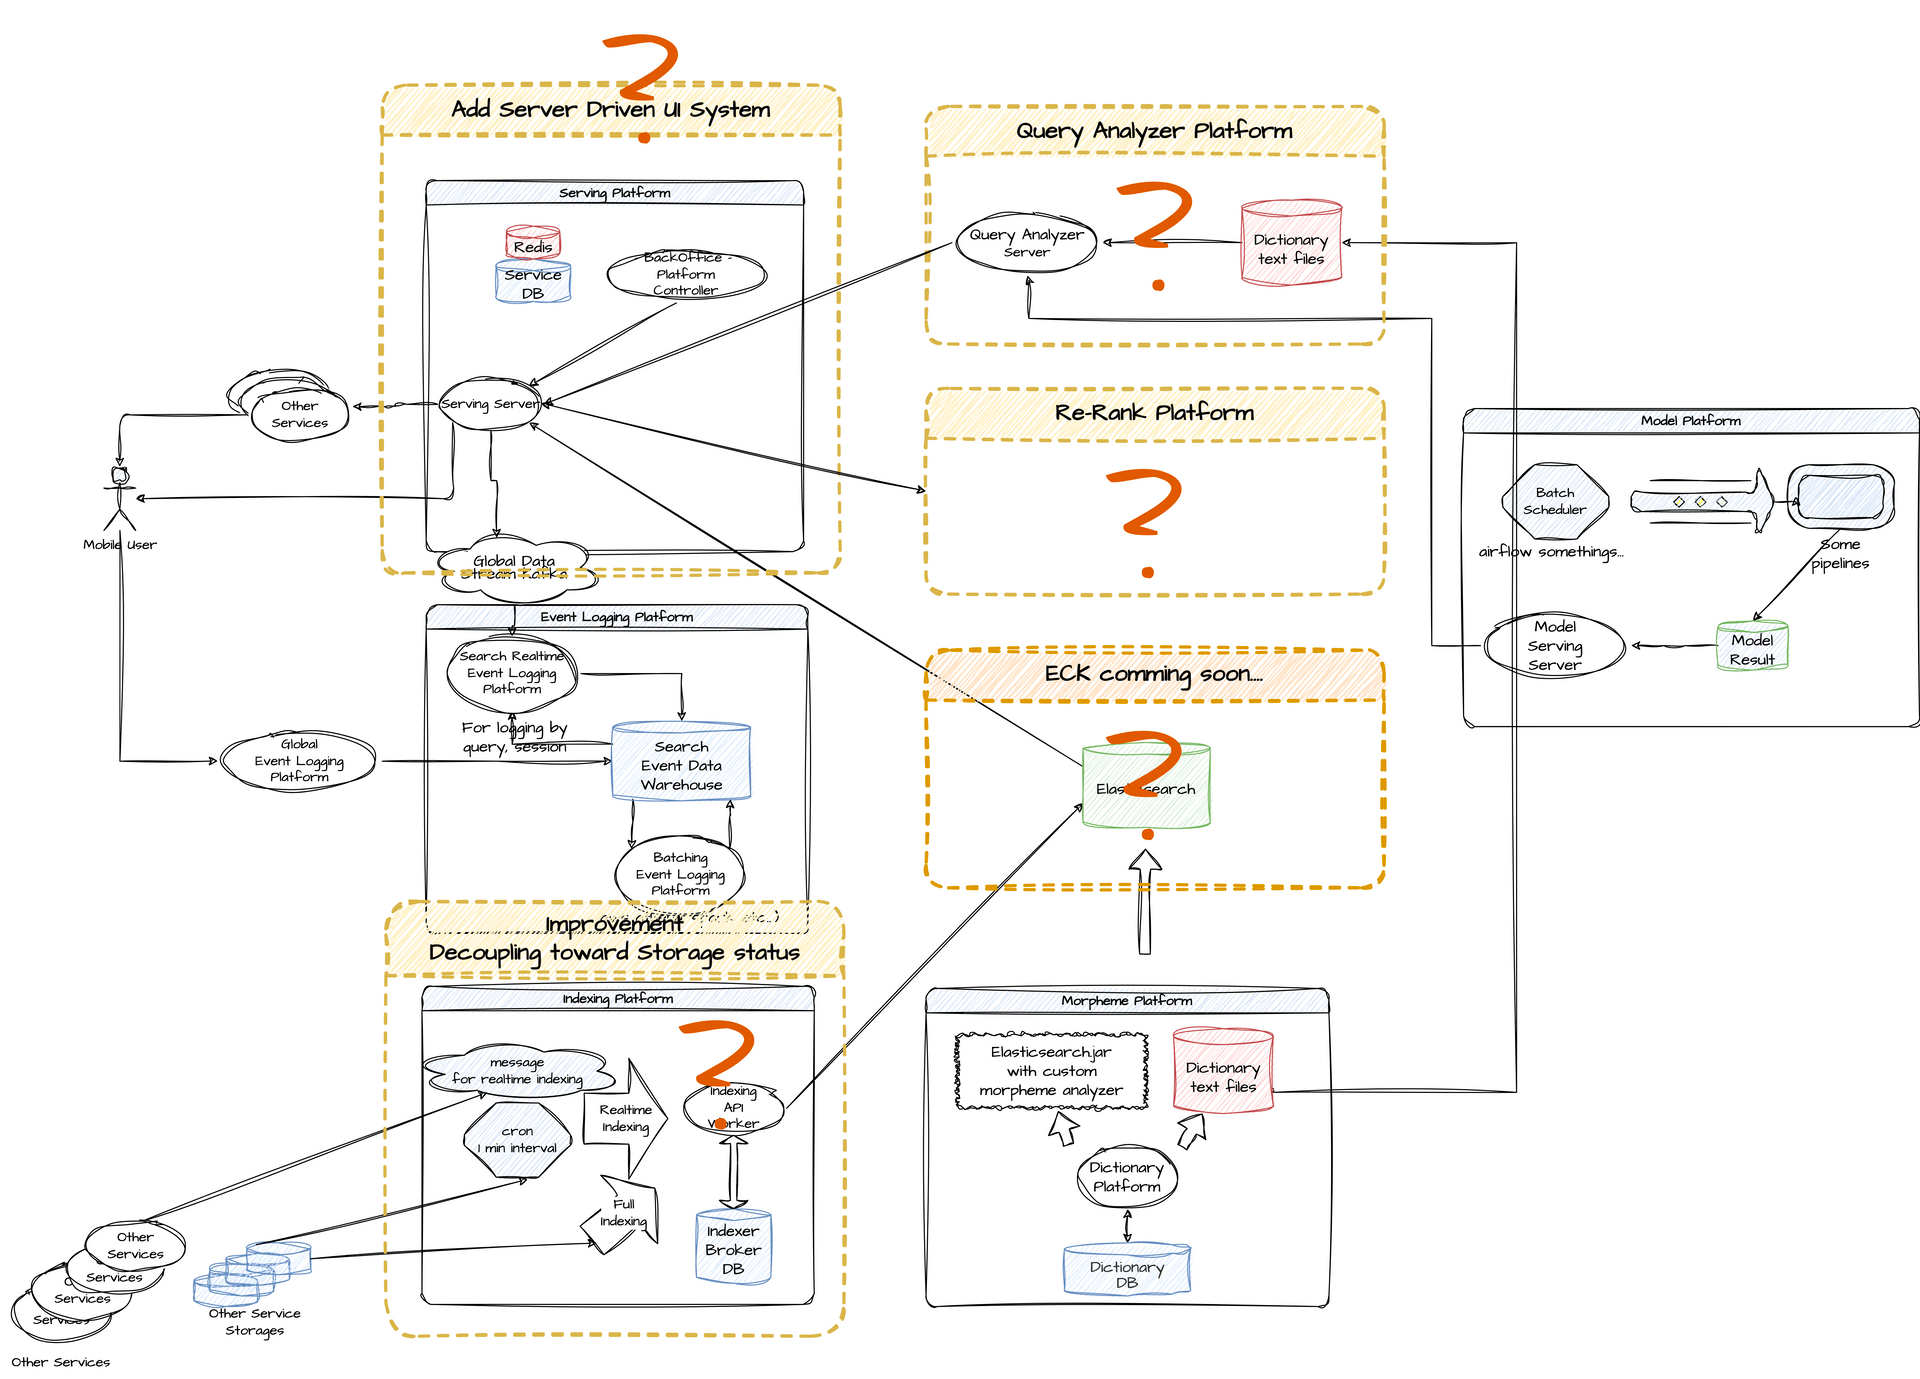 ?
Add Server Driven UI System
Serving Platform
Redis
Service
DB
BackOffice -
Platform
Controller
Serving Server
Other
Services
Mobile User
Global Data
Stream Kafka
Query Analyzer Platform
?
Query Analyzer
Server
Dictionary
text files
Re-Rank Platform
?
Model Platform
Batch
Scheduler
airflow somethings...
Some
pipelines
Model
Serving
Server
Model
Result
ECK comming soon....
?
Elasticsearch
Event Logging Platform
Search Realtime
Event Logging
Platform
For logging by
query, session
Global
Event Logging
Platform
Search
Event Data
Warehouse
Batching
Event Logging
Platform
Improvement
Decoupling toward Storage status
Indexing Platform
?
message
for realtime indexing
cron
1 min interval
Realtime
Indexing
Full
Indexing
Indexing
API
Worker
Indexer
Broker
DB
Morpheme Platform
Elasticsearch.jar
with custom
morpheme analyzer
Dictionary
text files
Dictionary
Platform
Dictionary
DB
Other
Services
Services
Services
Services
Other Services
Other Service
Storages